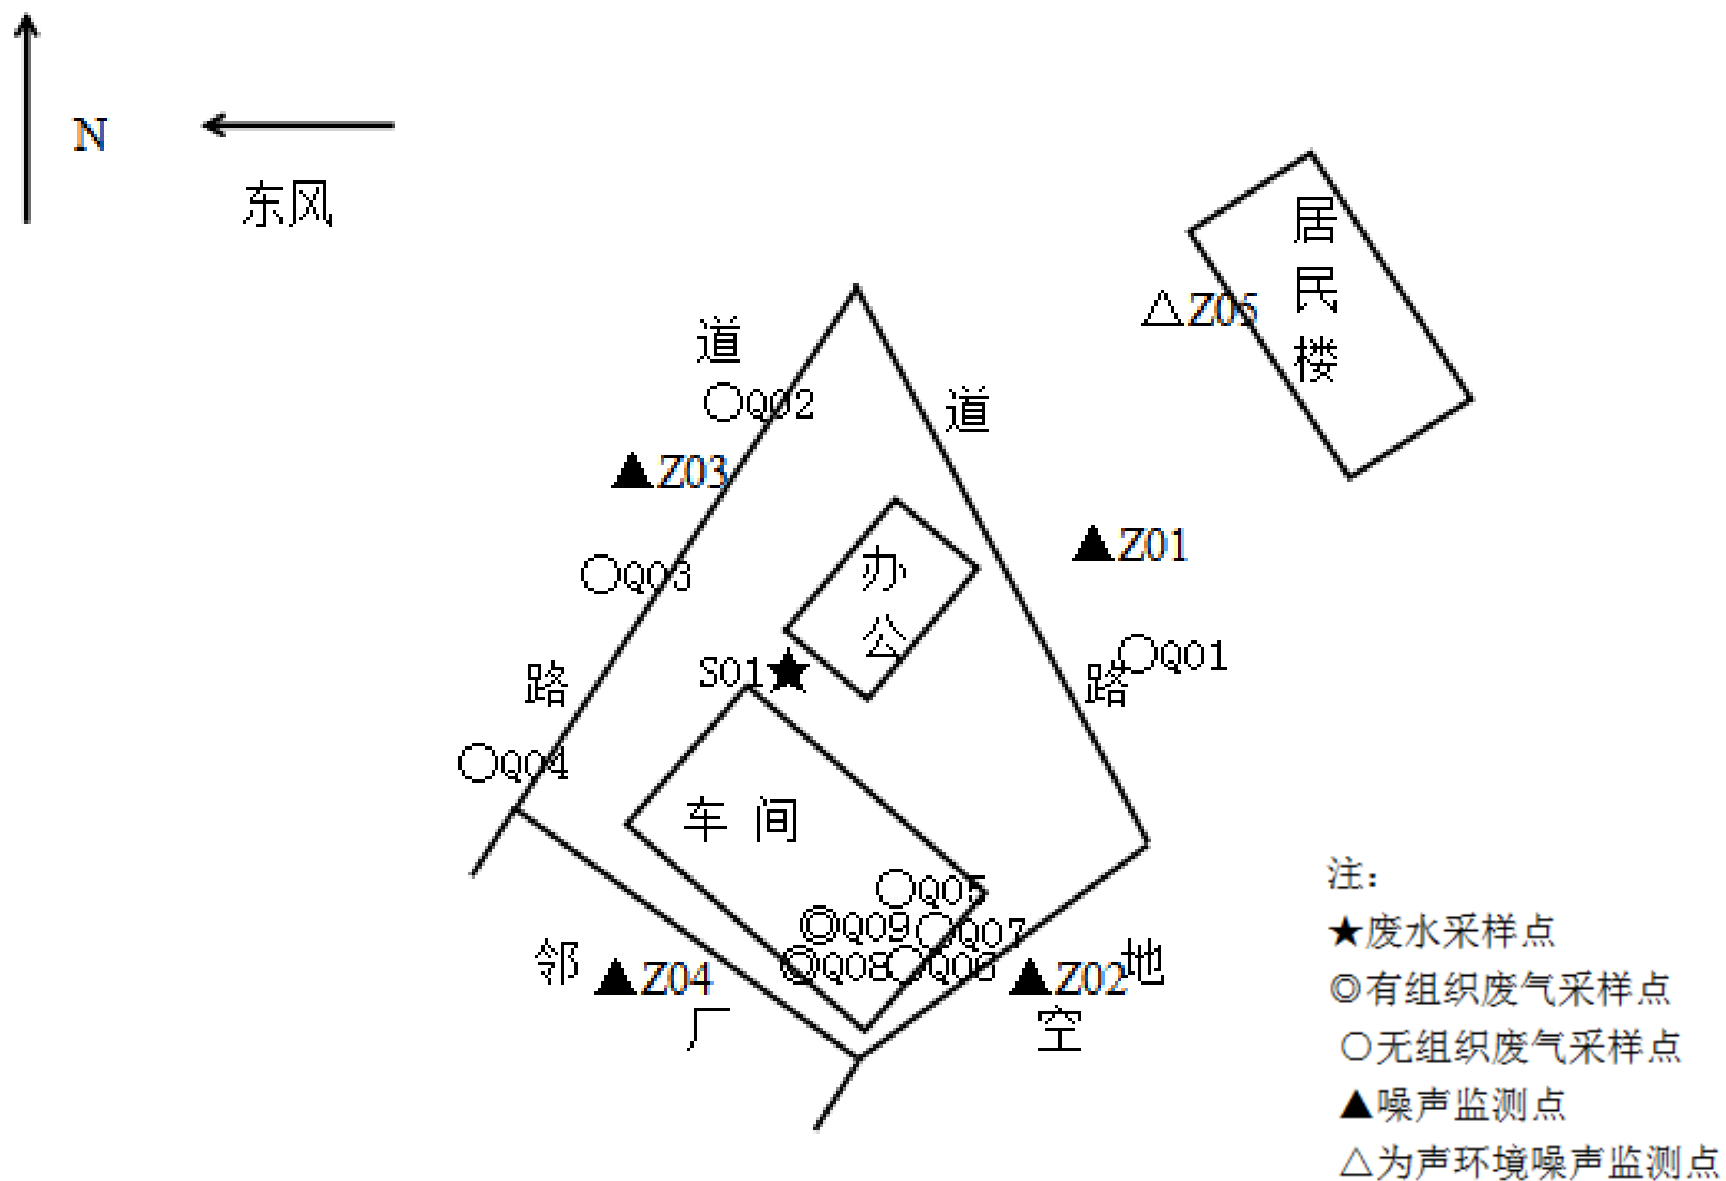 N
东风
居民楼
△Z05
道
○Q02
道
▲Z03
▲Z01
办公
○Q03
○Q01
S01★
路
路
○Q04
车间
○Q05
◎Q09
○Q07
邻
▲Z04
◎Q08
○Q06
▲Z02
地
厂
空
注：
★废水采样点
◎有组织废气采样点
○无组织废气采样点
▲噪声监测点
△为声环境噪声监测点